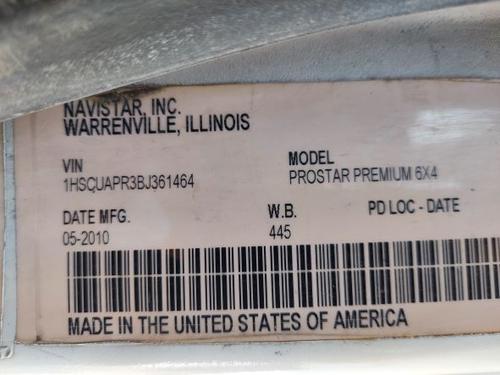 NAVISTAR, INC.
WARRENVILLE, ILLINOIS
VIN MODEL
1HSCUAPR3BJ361464 PROSTAR PREMIUM 6X4
DATE MFG. W.B. PD LOC - DATE
05-2010 445
MADE IN THE UNITED STATES OF AMERICA